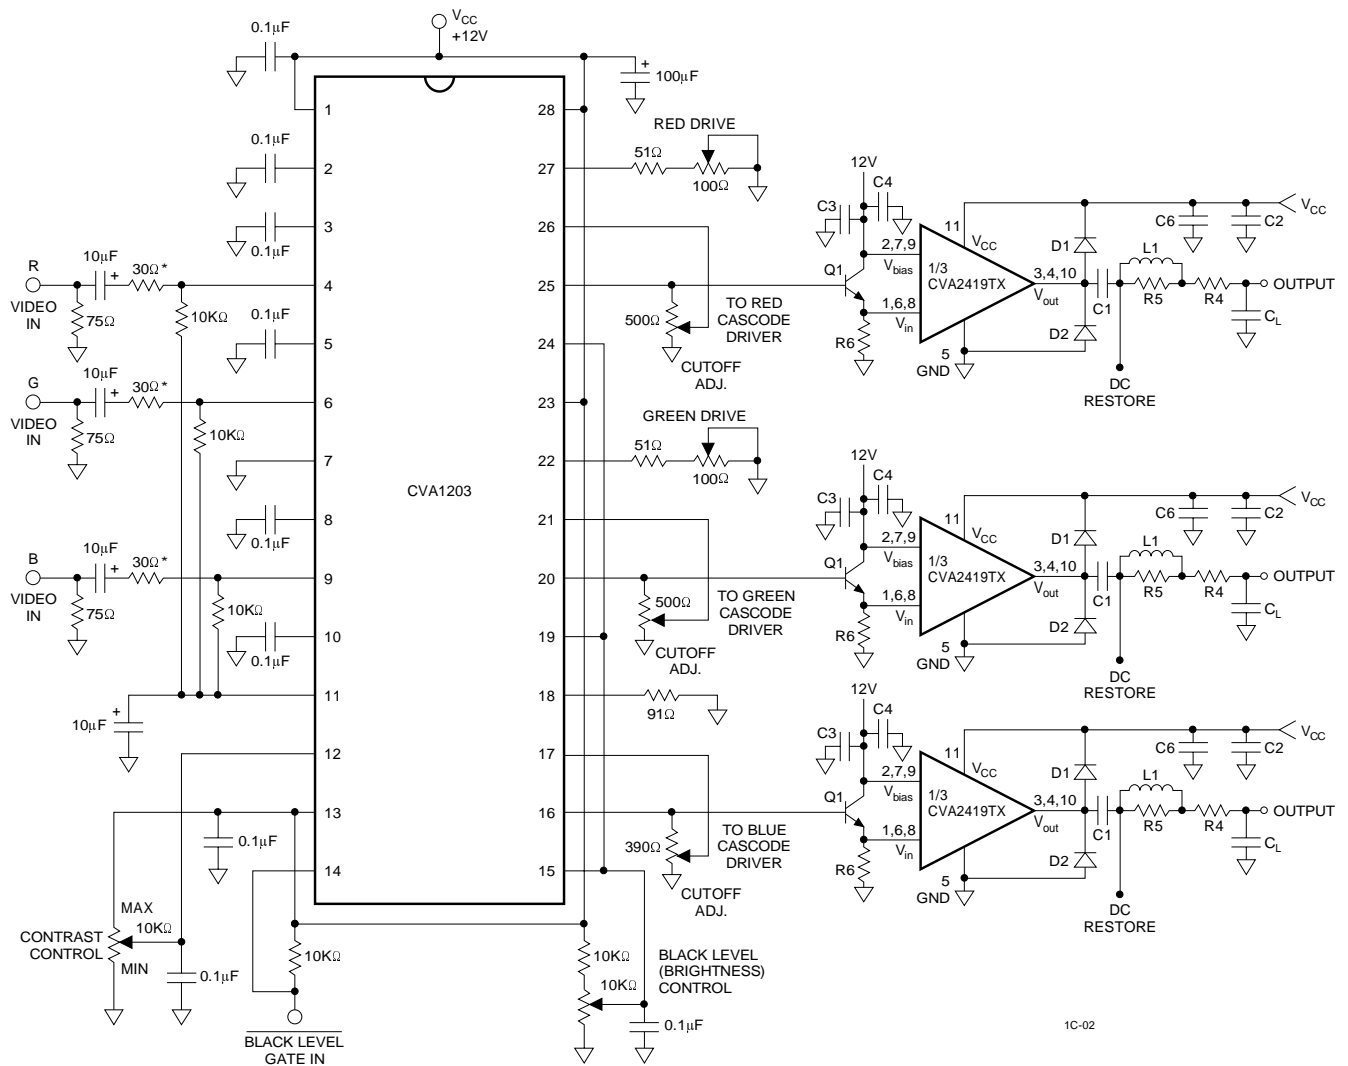 0.1µF
VCC
+12V
100µF
1
28
RED DRIVE
0.1µF
51Ω
100Ω
2
27
3
26
0.1µF
R
VIDEO
IN
10µF
+
30Ω*
75Ω
10KΩ
4
25
500Ω
TO RED
CASCODE
DRIVER
CUTOFF
ADJ.
0.1µF
5
24
G
VIDEO
IN
10µF
+
30Ω*
75Ω
10KΩ
6
23
GREEN DRIVE
51Ω
100Ω
7
22
CVA1203
8
21
0.1µF
B
VIDEO
IN
10µF
+
30Ω*
75Ω
10KΩ
9
20
500Ω
TO GREEN
CASCODE
DRIVER
CUTOFF
ADJ.
10
19
0.1µF
11
18
91Ω
+
10µF
12
17
13
16
0.1µF
390Ω
TO BLUE
CASCODE
DRIVER
CUTOFF
ADJ.
14
15
MAX
10KΩ
CONTRAST
CONTROL
MIN
0.1µF
10KΩ
BLACK LEVEL
GATE IN
10KΩ
10KΩ
BLACK LEVEL
(BRIGHTNESS)
CONTROL
0.1µF
+
12V
C3
C4
11
VCC
2,7,9
Vbias
Q1
1/3
CVA2419TX
1,6,8
Vin
R6
5
GND
3,4,10
Vout
D1
D2
C1
L1
R5
R4
C6
C2
VCC
OUTPUT
CL
DC
RESTORE
12V
C3
C4
11
VCC
2,7,9
Vbias
Q1
1/3
CVA2419TX
1,6,8
Vin
R6
5
GND
3,4,10
Vout
D1
D2
C1
L1
R5
R4
C6
C2
VCC
OUTPUT
CL
DC
RESTORE
12V
C3
C4
11
VCC
2,7,9
Vbias
Q1
1/3
CVA2419TX
1,6,8
Vin
R6
5
GND
3,4,10
Vout
D1
D2
C1
L1
R5
R4
C6
C2
VCC
OUTPUT
CL
DC
RESTORE
1C-02